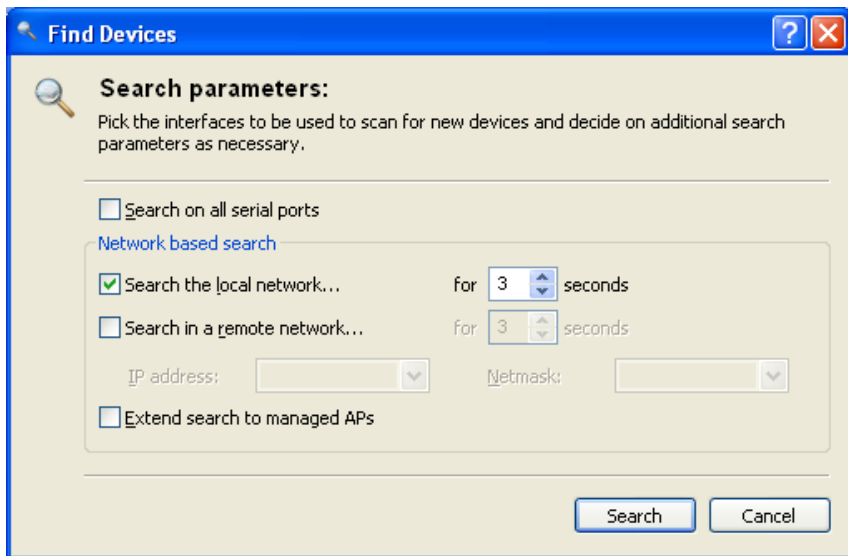 Find Devices
Search parameters:
Pick the interfaces to be used to scan for new devices and decide on additional search
parameters as necessary.
Search on all serial ports
Network based search
Search the local network... for 3 seconds
Search in a remote network... for 3 seconds
IP address: Netmask:
Extend search to managed APs
Search Cancel